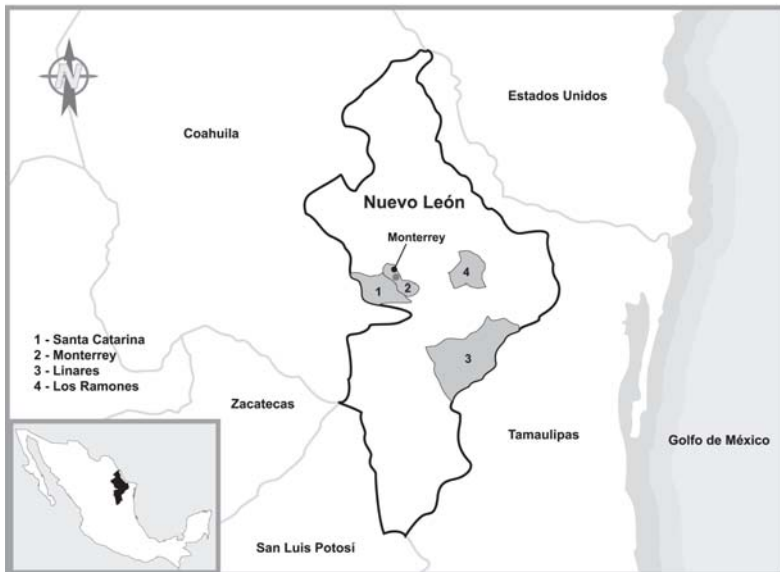 N
Estados Unidos
Coahuila
Nuevo León
Monterrey
4
1
2
1 - Santa Catarina
2 - Monterrey
3 - Linares
4 - Los Ramones
3
Zacatecas
Tamaulipas
Golfo de México
San Luis Potosí